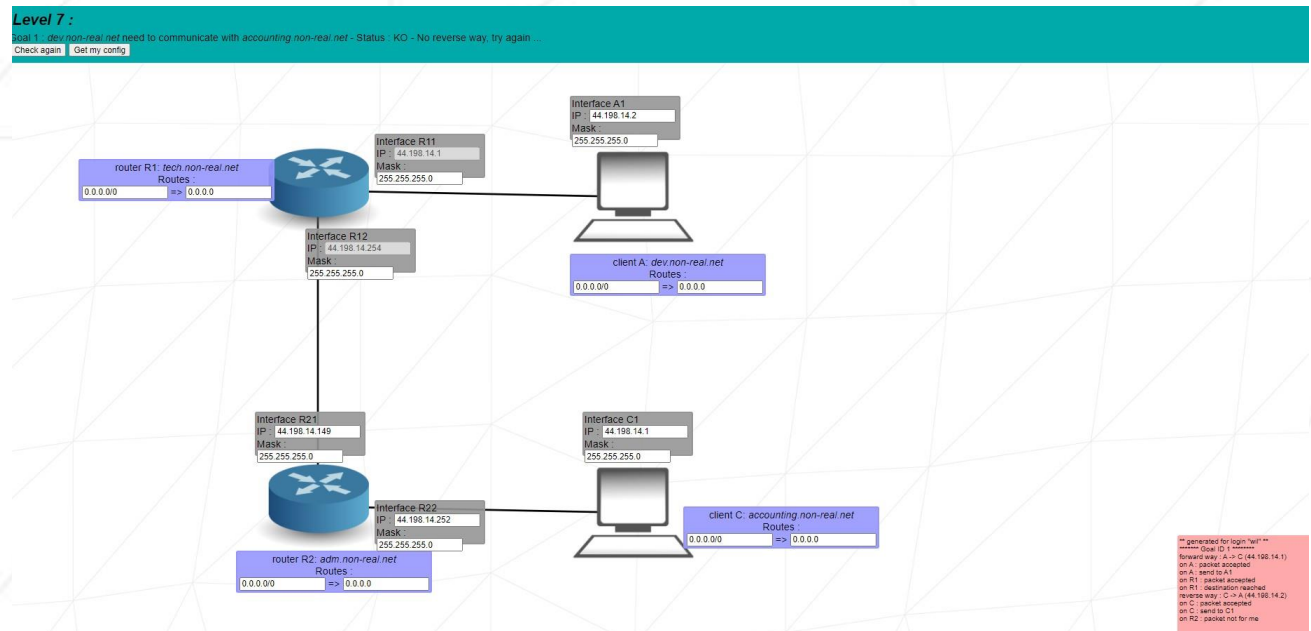 Level 7 :
Goal 1 : dev.non-real.net need to communicate with accounting.non-real.net - Status : KO - No reverse way, try again ...
Check again Get my config
Interface A1
IP : 44.198.14.2
Mask :
255.255.255.0
Interface R11
IP : 44.198.14.1
Mask :
255.255.255.0
router R1: tech.non-real.net
Routes :
0.0.0.0/0 => 0.0.0.0
Interface R12
IP : 44.198.14.254
Mask :
255.255.255.0
client A: dev.non-real.net
Routes :
0.0.0.0/0 => 0.0.0.0
Interface R21
IP : 44.198.14.149
Mask :
255.255.255.0
Interface C1
IP : 44.198.14.1
Mask :
255.255.255.0
Interface R22
IP : 44.198.14.252
Mask :
255.255.255.0
client C: accounting.non-real.net
Routes :
0.0.0.0/0 => 0.0.0.0
router R2: adm.non-real.net
Routes :
0.0.0.0/0 => 0.0.0.0
** generated for login "wil" **
******* Goal ID 1 ********
forward way : A -> C (44.198.14.1)
on A : packet accepted
on A : send to A1
on R1 : packet accepted
on R1 : destination reached
reverse way : C -> A (44.198.14.2)
on C : packet accepted
on C : send to C1
on R2 : packet not for me